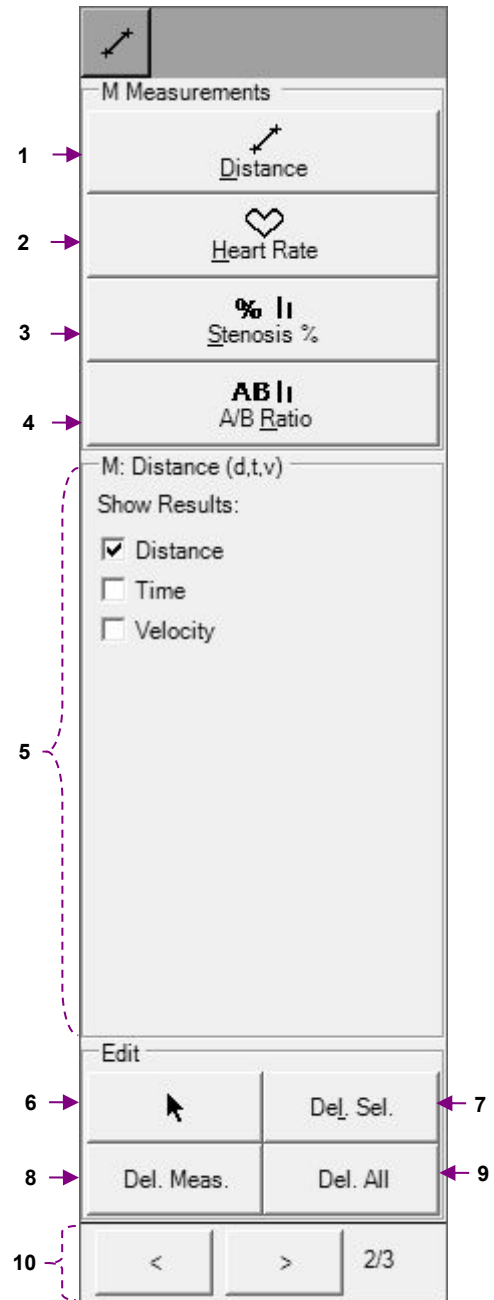 M Measurements
1
Distance
2
Heart Rate
% 
3
Stenosis %
AB
4
A/B Ratio
M: Distance (d,t,v)
Show Results:
Distance
Time
Velocity
5
Edit
6
Del. Sel.
7
8
Del. Meas.
Del. All
9
10
< > 2/3